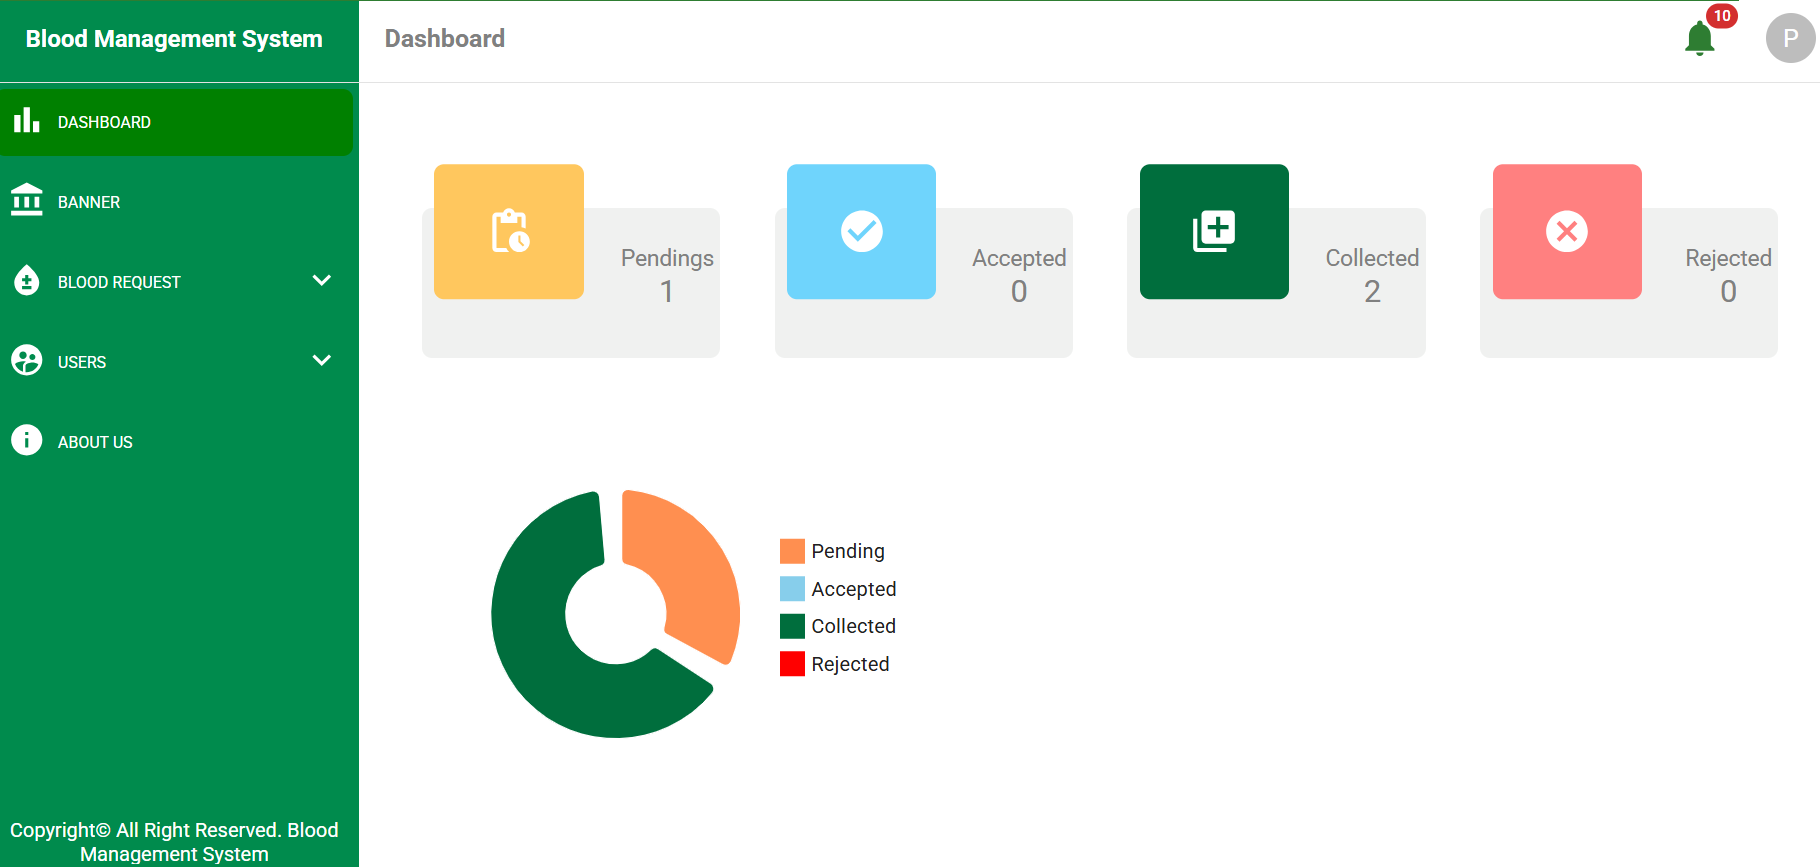 Blood Management System
Dashboard
10
P
DASHBOARD
BANNER
BLOOD REQUEST
USERS
ABOUT US
Copyright© All Right Reserved. Blood
Management System
Pendings
1
Accepted
0
Collected
2
Rejected
0
Pending
Accepted
Collected
Rejected